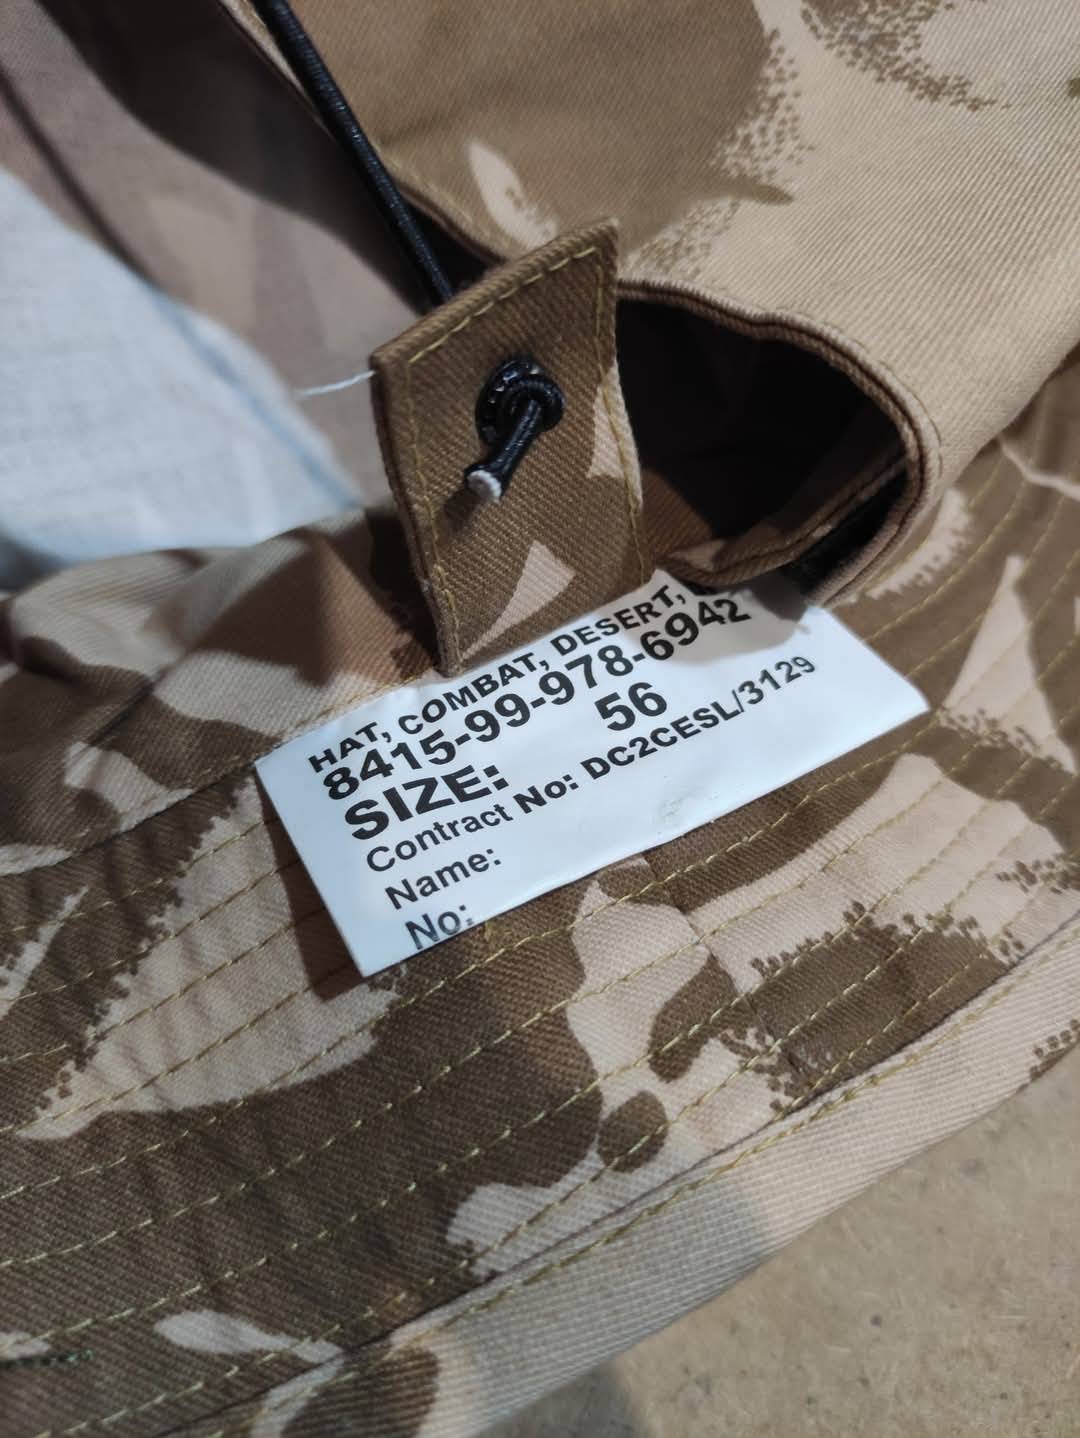 HAT, COMBAT, DESERT,
8415-99-978-6942
SIZE: 56
Contract No: DC2CESL/3129
Name:
No: